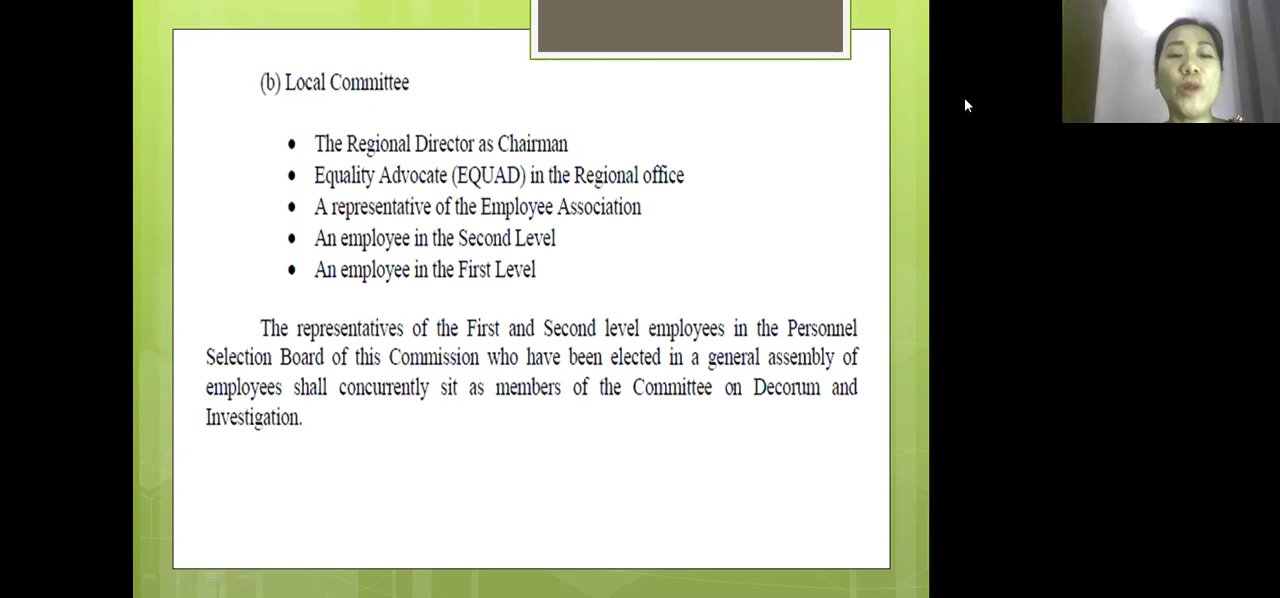 (b) Local Committee
• The Regional Director as Chairman
• Equality Advocate (EQUAD) in the Regional office
• A representative of the Employee Association
• An employee in the Second Level
• An employee in the First Level
The representatives of the First and Second level employees in the Personnel
Selection Board of this Commission who have been elected in a general assembly of
employees shall concurrently sit as members of the Committee on Decorum and
Investigation.